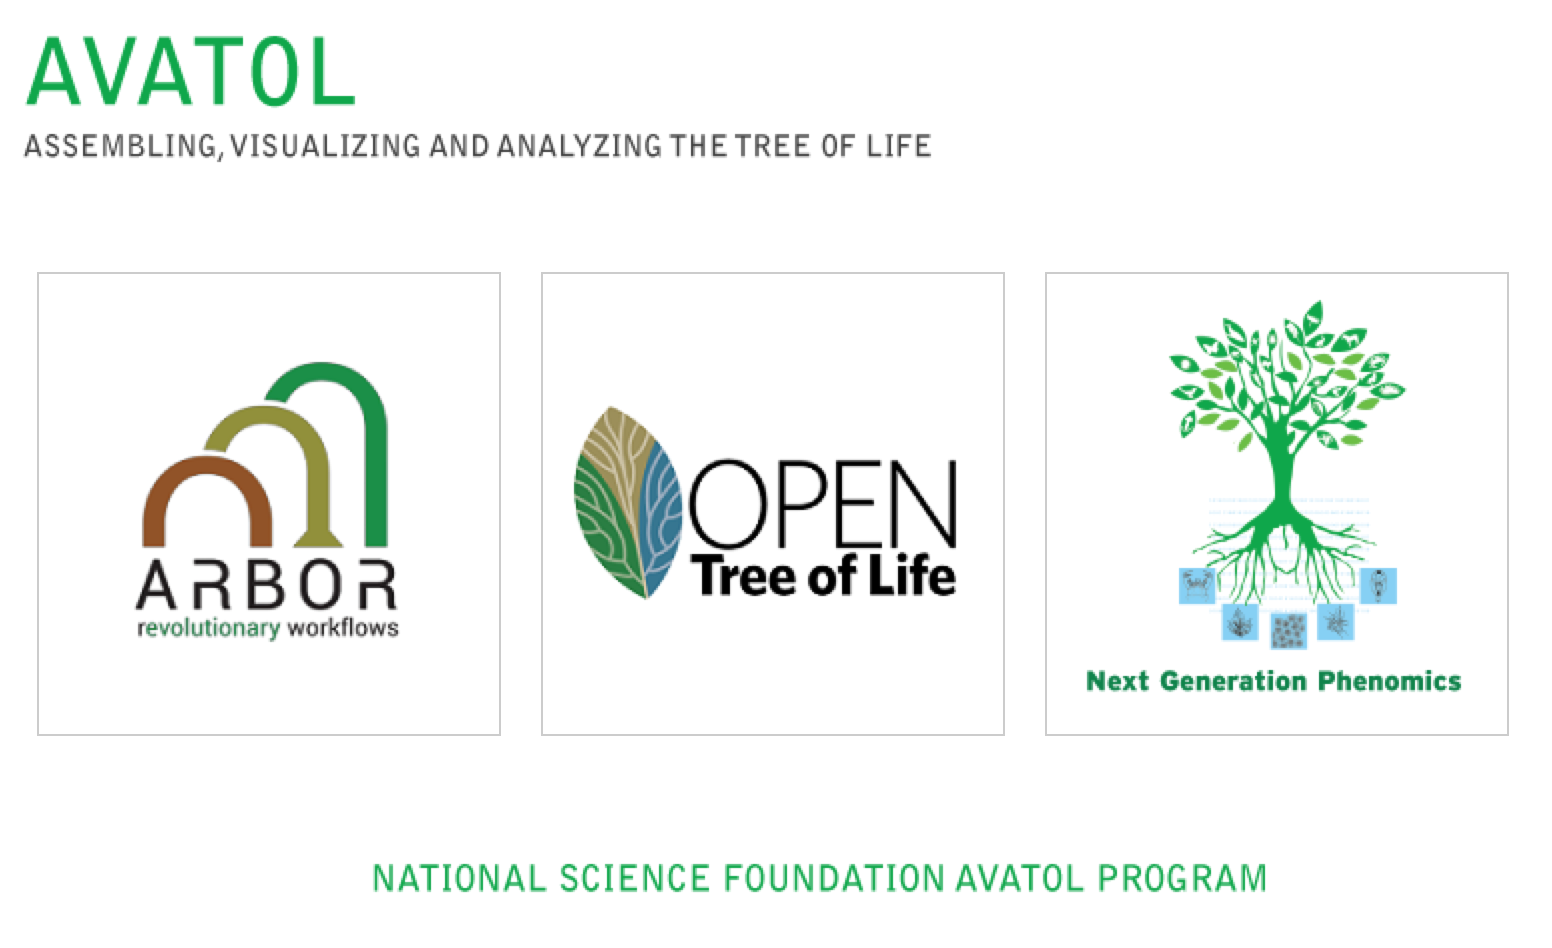 AVATOL
ASSEMBLING, VISUALIZING AND ANALYZING THE TREE OF LIFE
ARBOR
revolutionary workflows
OPEN
Tree of Life
Next Generation Phenomics
NATIONAL SCIENCE FOUNDATION AVATOL PROGRAM